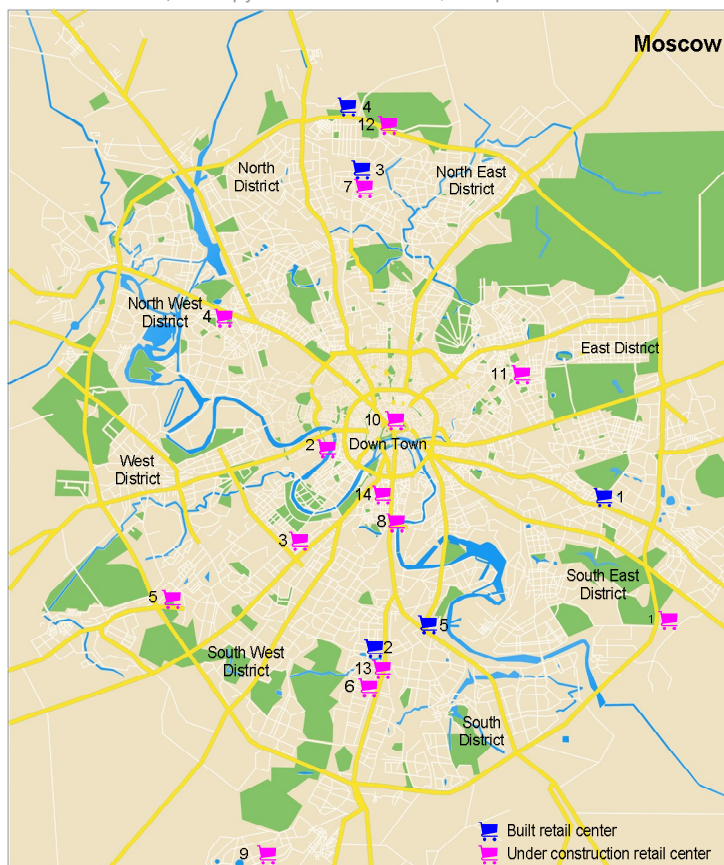 Moscow
4
12
North
District
3
7
North East
District
North West
District
4
East District
11
10
2
Down Town
West
District
14
1
8
3
South East
District
5
1
5
South West
District
2
13
6
South
District
Built retail center
9
Under construction retail center